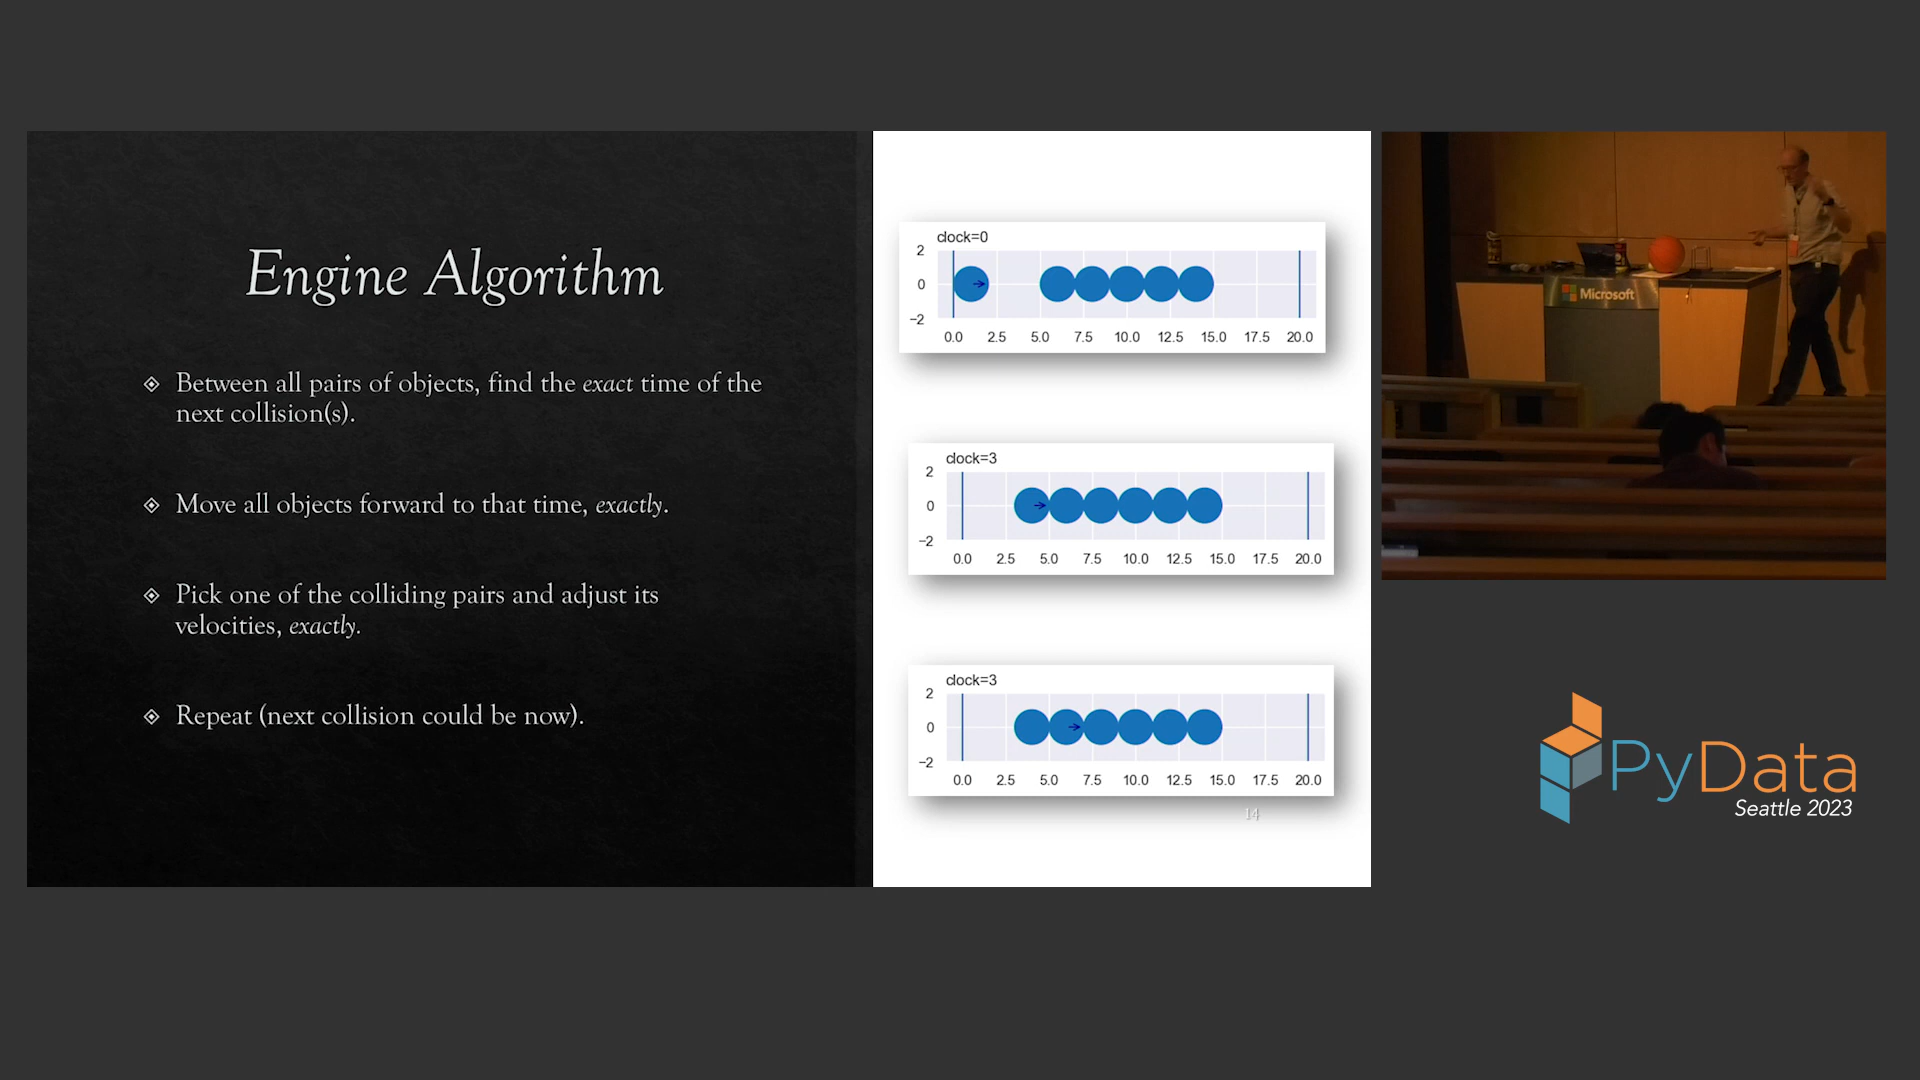 Engine Algorithm
Between all pairs of objects, find the exact time of the
next collision(s).
Move all objects forward to that time, exactly.
Pick one of the colliding pairs and adjust its
velocities, exactly.
Repeat (next collision could be now).
clock=0
2
0
−2
0.0 2.5 5.0 7.5 10.0 12.5 15.0 17.5 20.0
clock=3
2
0
−2
0.0 2.5 5.0 7.5 10.0 12.5 15.0 17.5 20.0
clock=3
2
0
−2
0.0 2.5 5.0 7.5 10.0 12.5 15.0 17.5 20.0
14
Microsoft
PyData
Seattle 2023